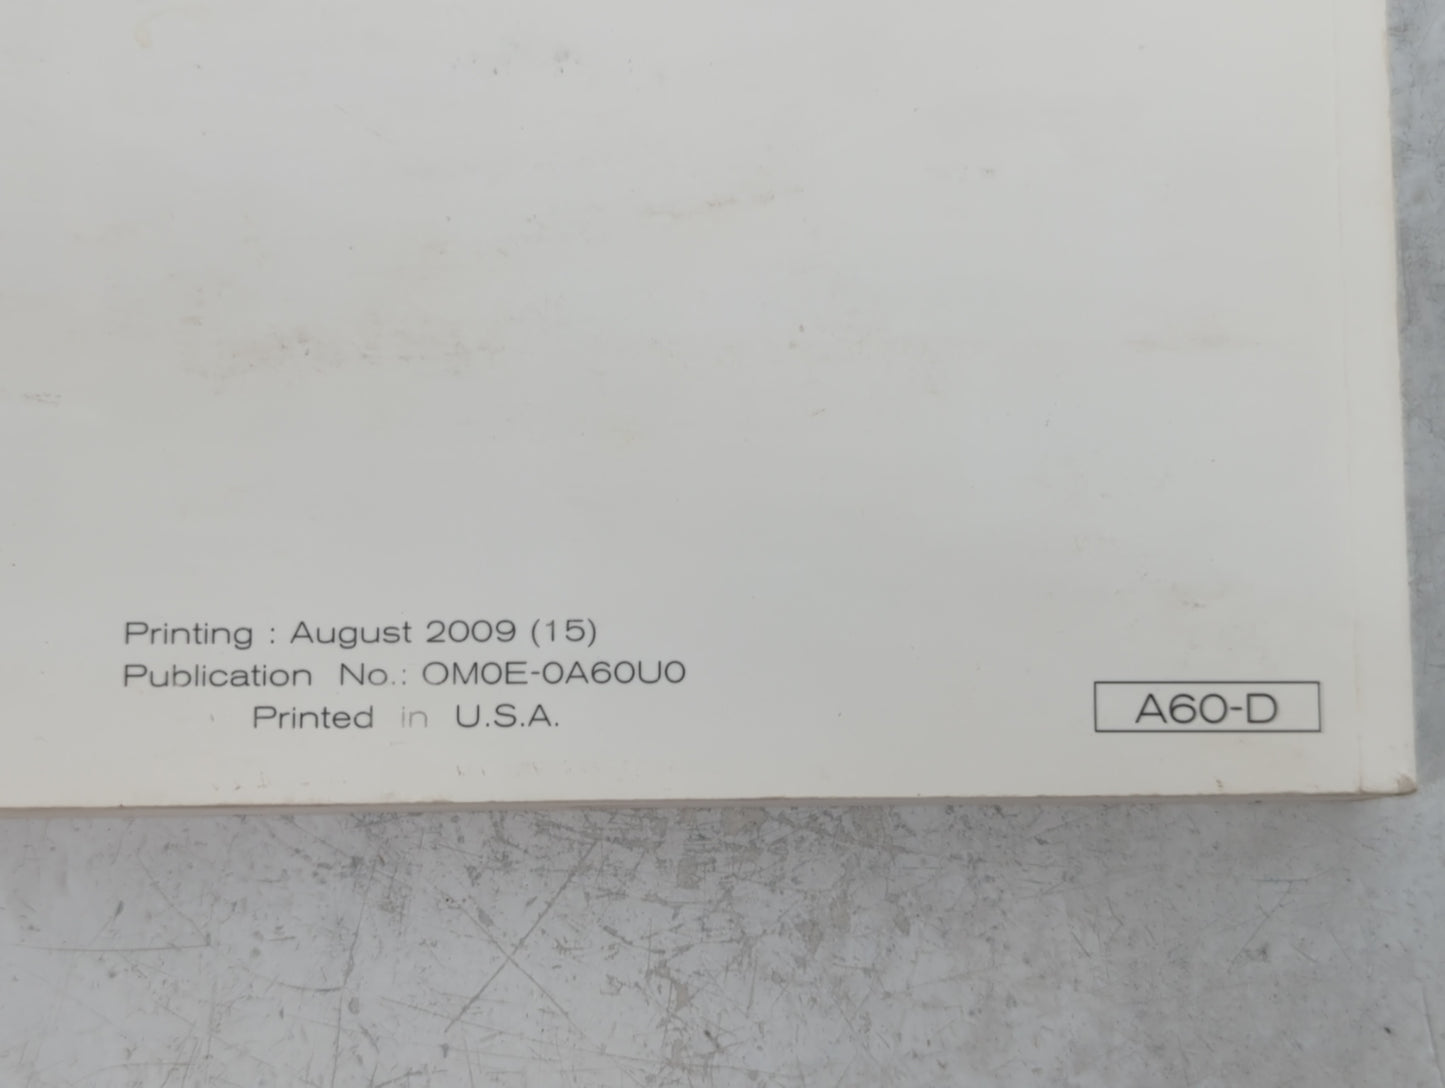 Printing : August 2009 (15)
Publication No.: OM0E-0A60U0
Printed in U.S.A.
A60-D